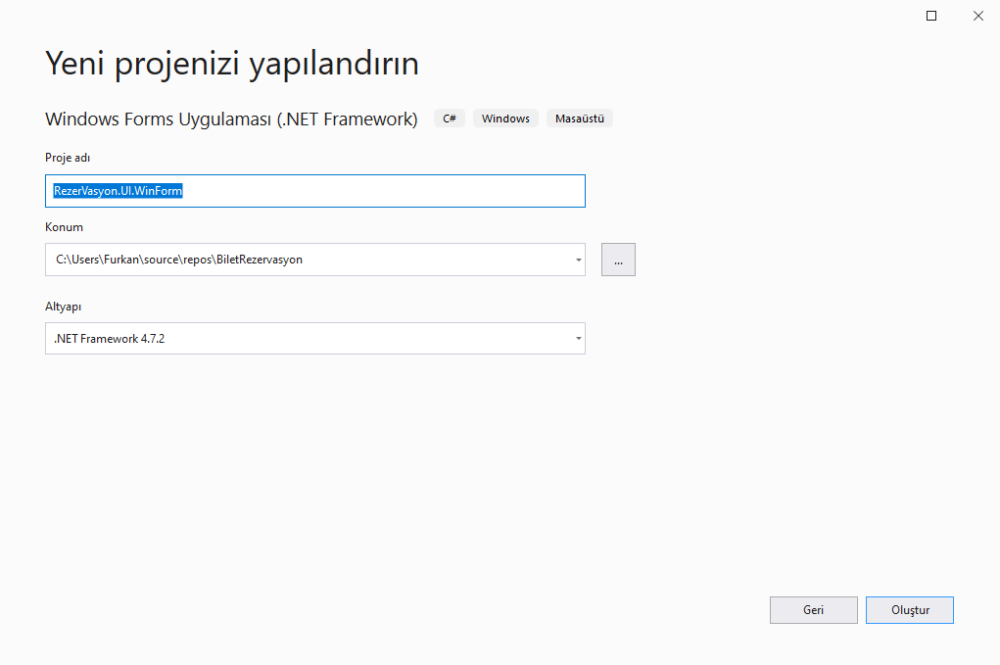 Yeni projenizi yapılandırın
Windows Forms Uygulaması (.NET Framework) C# Windows Masaüstü
Proje adı
RezerVasyon.UI.WinForm
Konum
C:\Users\Furkan\source\repos\BiletRezervasyon ...
Altyapı
.NET Framework 4.7.2
Geri Oluştur